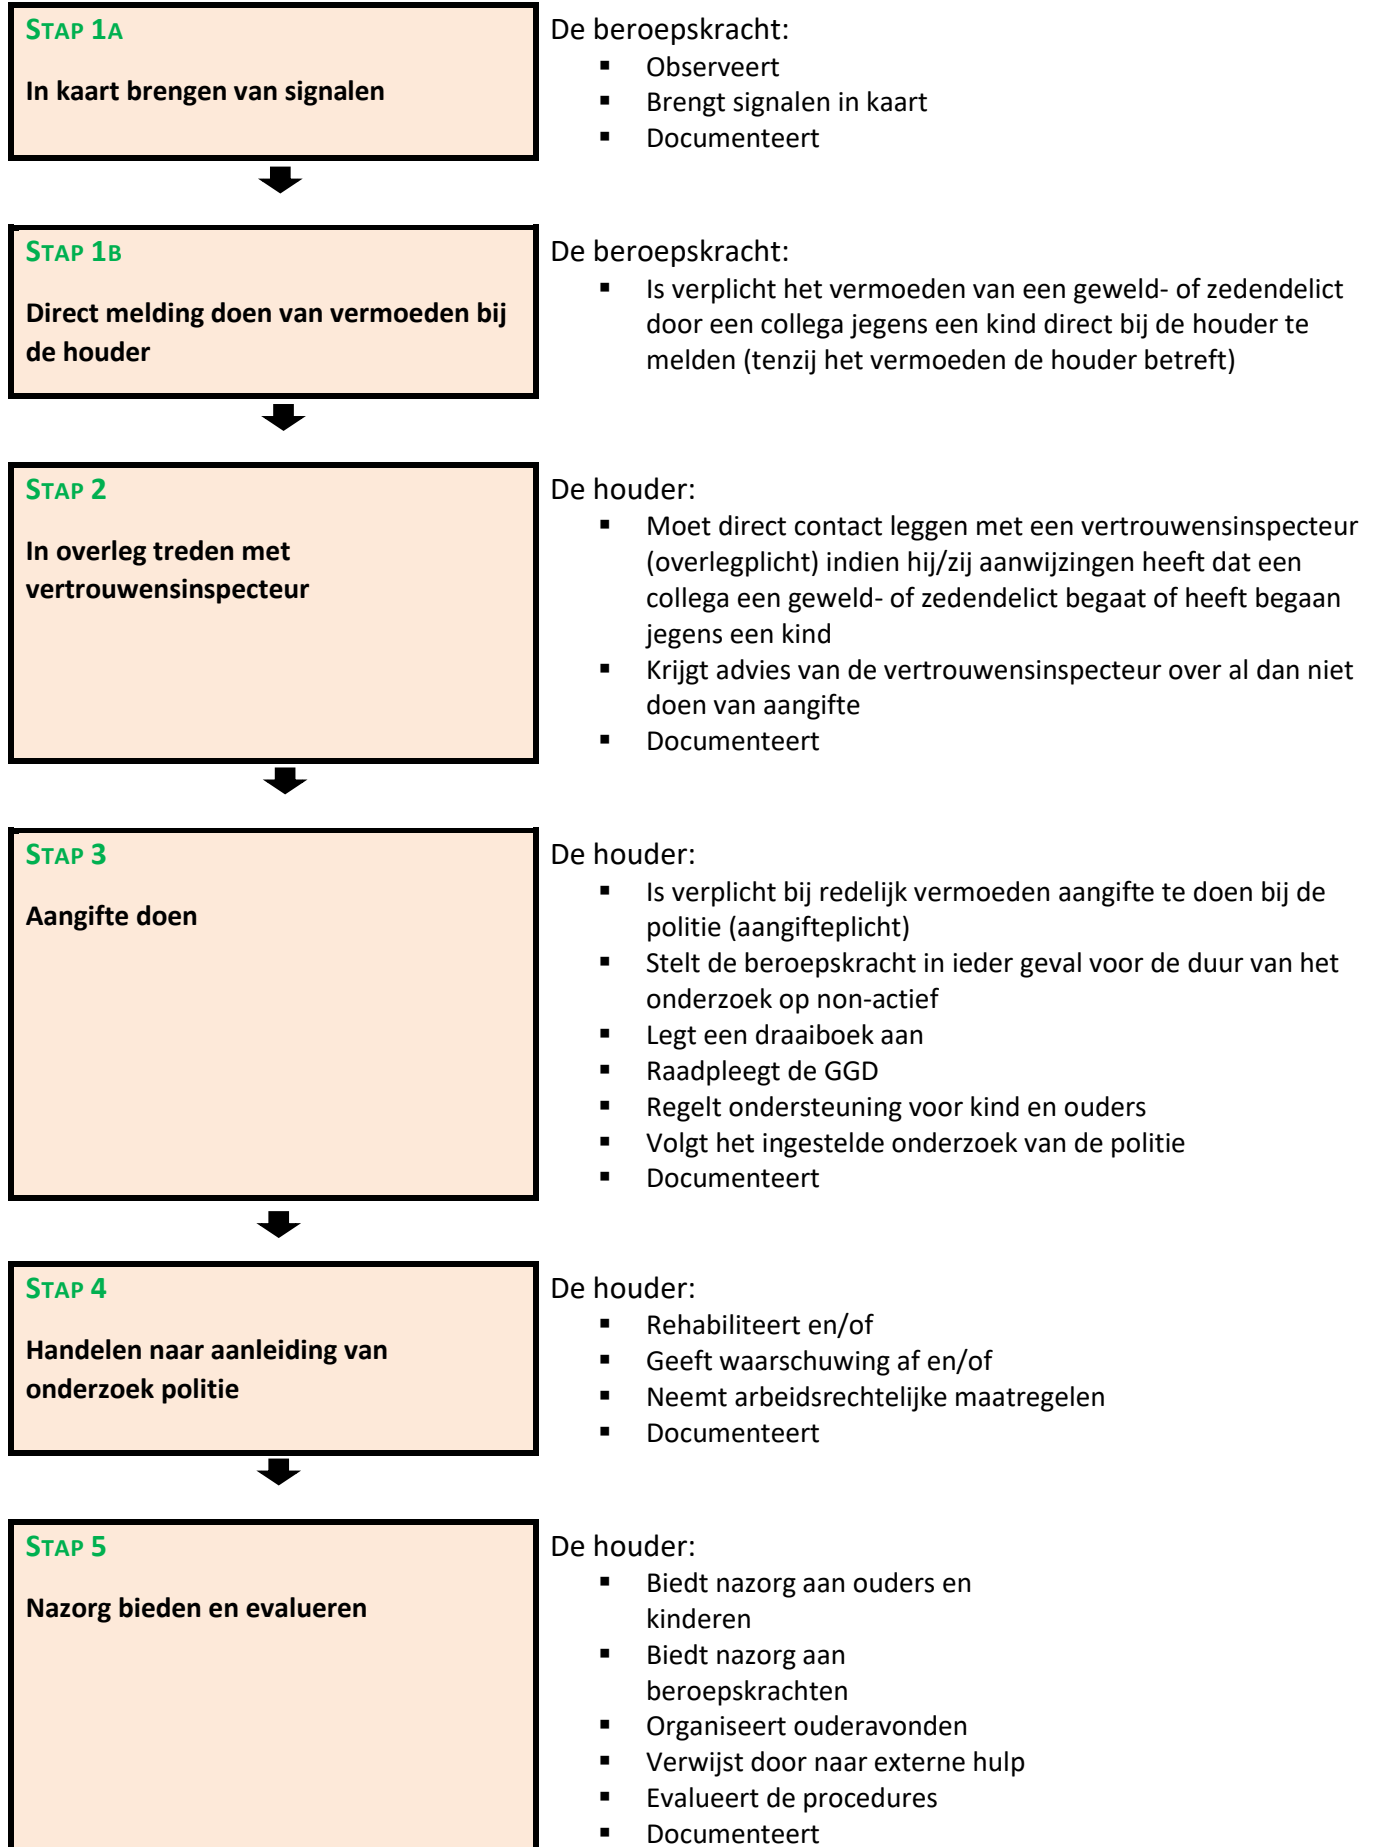 STAP 1A
In kaart brengen van signalen
De beroepskracht:
▪ Observeert
▪ Brengt signalen in kaart
▪ Documenteert
STAP 1B
Direct melding doen van vermoeden bij
de houder
De beroepskracht:
▪ Is verplicht het vermoeden van een geweld- of zedendelict
door een collega jegens een kind direct bij de houder te
melden (tenzij het vermoeden de houder betreft)
STAP 2
In overleg treden met
vertrouwensinspecteur
De houder:
▪ Moet direct contact leggen met een vertrouwensinspecteur
(overlegplicht) indien hij/zij aanwijzingen heeft dat een
collega een geweld- of zedendelict begaat of heeft begaan
jegens een kind
▪ Krijgt advies van de vertrouwensinspecteur over al dan niet
doen van aangifte
▪ Documenteert
STAP 3
Aangifte doen
De houder:
▪ Is verplicht bij redelijk vermoeden aangifte te doen bij de
politie (aangifteplicht)
▪ Stelt de beroepskracht in ieder geval voor de duur van het
onderzoek op non-actief
▪ Legt een draaiboek aan
▪ Raadpleegt de GGD
▪ Regelt ondersteuning voor kind en ouders
▪ Volgt het ingestelde onderzoek van de politie
▪ Documenteert
STAP 4
Handelen naar aanleiding van
onderzoek politie
De houder:
▪ Rehabiliteert en/of
▪ Geeft waarschuwing af en/of
▪ Neemt arbeidsrechtelijke maatregelen
▪ Documenteert
STAP 5
Nazorg bieden en evalueren
De houder:
▪ Biedt nazorg aan ouders en
kinderen
▪ Biedt nazorg aan
beroepskrachten
▪ Organiseert ouderavonden
▪ Verwijst door naar externe hulp
▪ Evalueert de procedures
▪ Documenteert